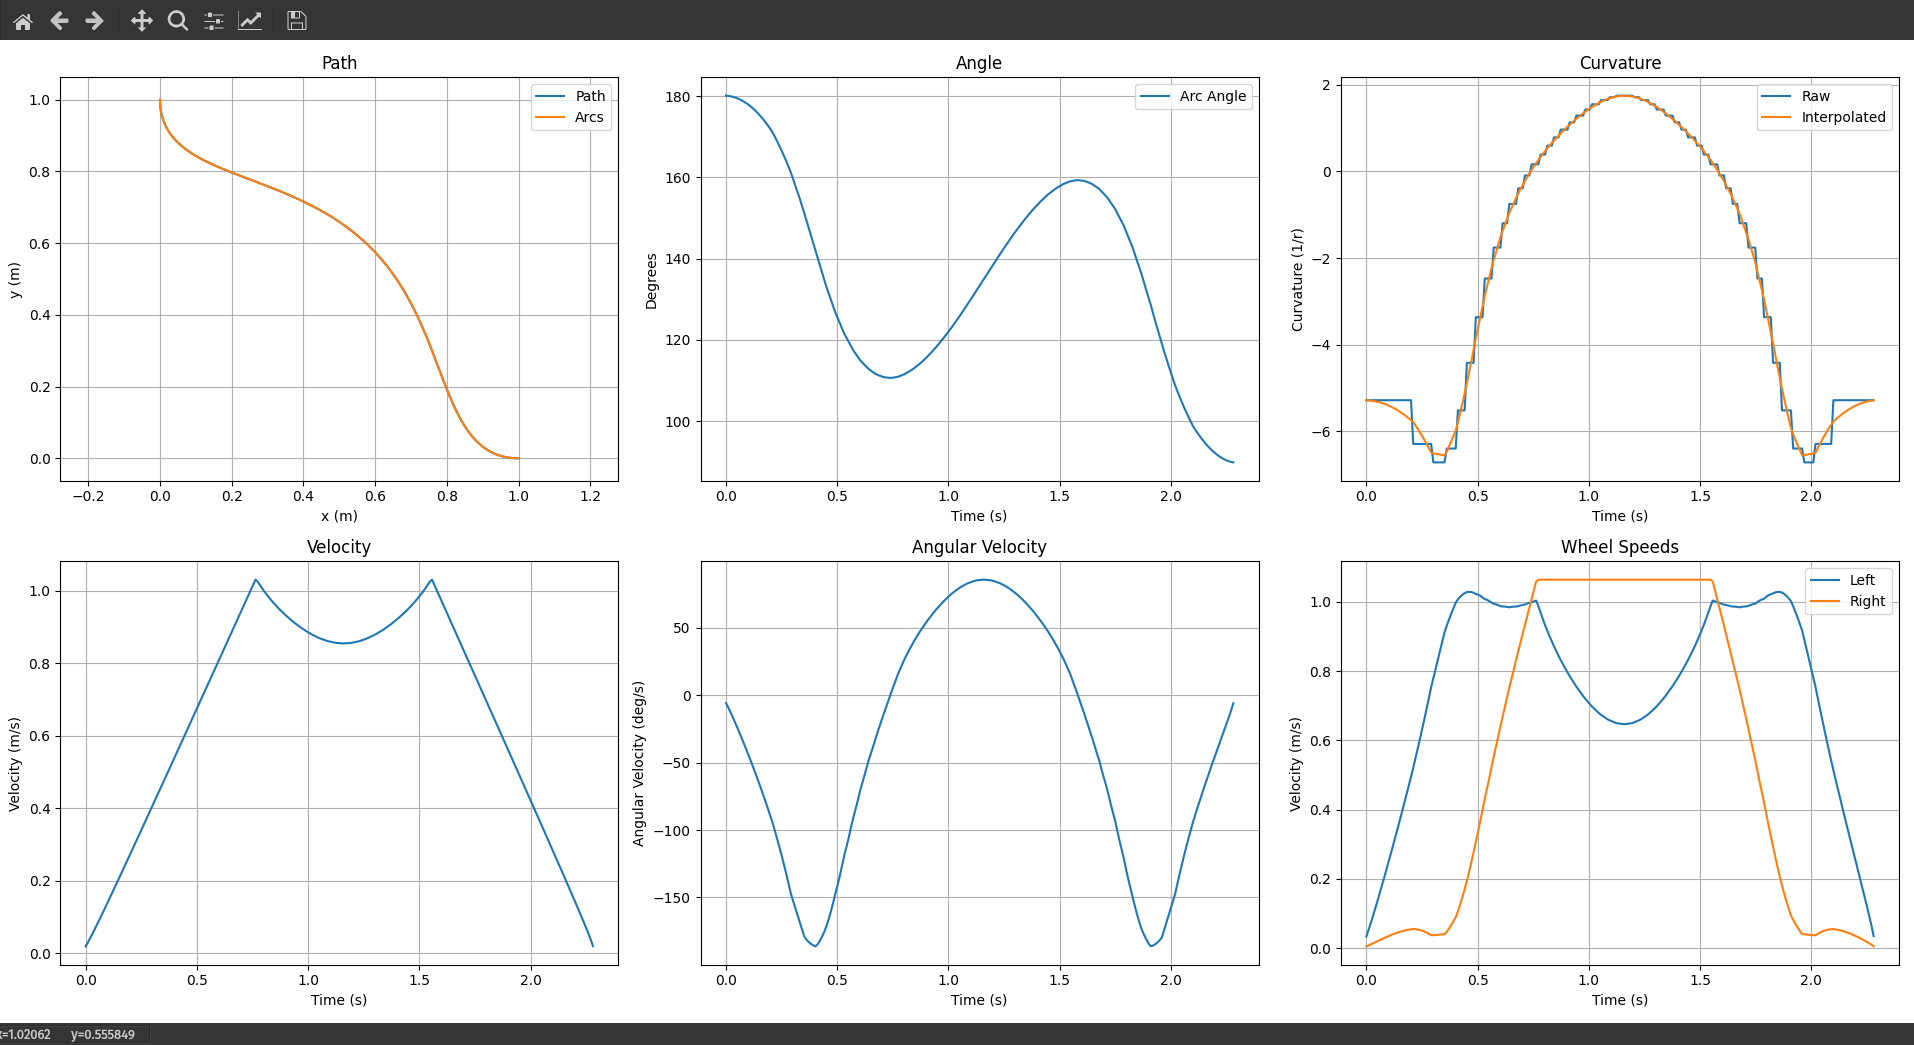 Path
Path
Arcs
1.0
0.8
0.6
0.4
0.2
0.0
y (m)
−0.2
0.0
0.2
0.4
0.6
0.8
1.0
1.2
x (m)
Angle
Arc Angle
180
160
140
120
100
Degrees
0.0
0.5
1.0
1.5
2.0
Time (s)
Curvature
Raw
Interpolated
2
0
−2
−4
−6
Curvature (1/r)
0.0
0.5
1.0
1.5
2.0
Time (s)
Velocity
1.0
0.8
0.6
0.4
0.2
0.0
Velocity (m/s)
0.0
0.5
1.0
1.5
2.0
Time (s)
Angular Velocity
50
0
−50
−100
−150
Angular Velocity (deg/s)
0.0
0.5
1.0
1.5
2.0
Time (s)
Wheel Speeds
Left
Right
1.0
0.8
0.6
0.4
0.2
0.0
Velocity (m/s)
0.0
0.5
1.0
1.5
2.0
Time (s)
x=1.02062 y=0.555849